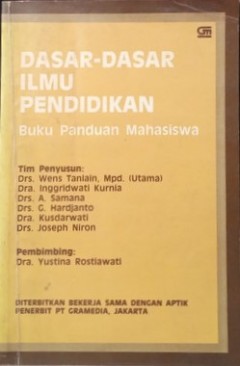 GM
DASAR-DASAR
ILMU
PENDIDIKAN
Buku Panduan Mahasiswa
Tim Penyusun:
Drs. Wens Tanlain, Mpd. (Utama)
Dra. Inggridwati Kurnia
Drs. A. Samana
Drs. G. Hardjanto
Dra. Kusdarwati
Drs. Joseph Niron
Pembimbing:
Dra. Yustina Rostiawati
DITERBITKAN BEKERJA SAMA DENGAN APTIK
PENERBIT PT GRAMEDIA, JAKARTA